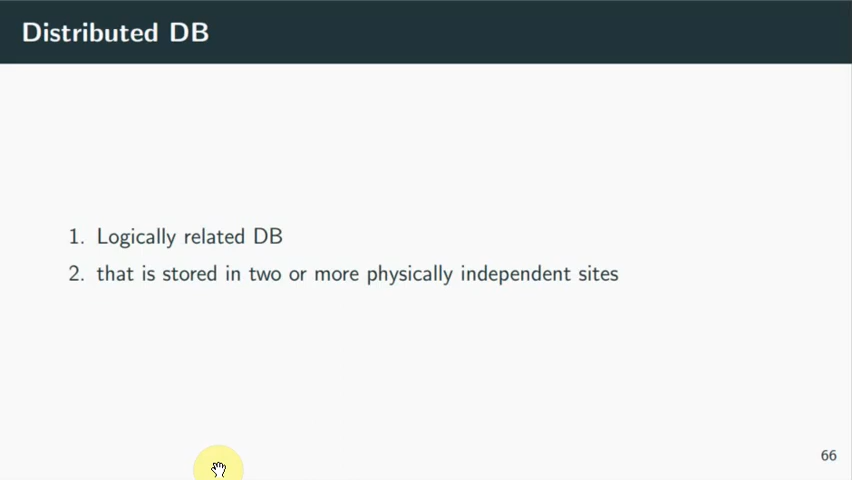 Distributed DB
1. Logically related DB
2. that is stored in two or more physically independent sites
66